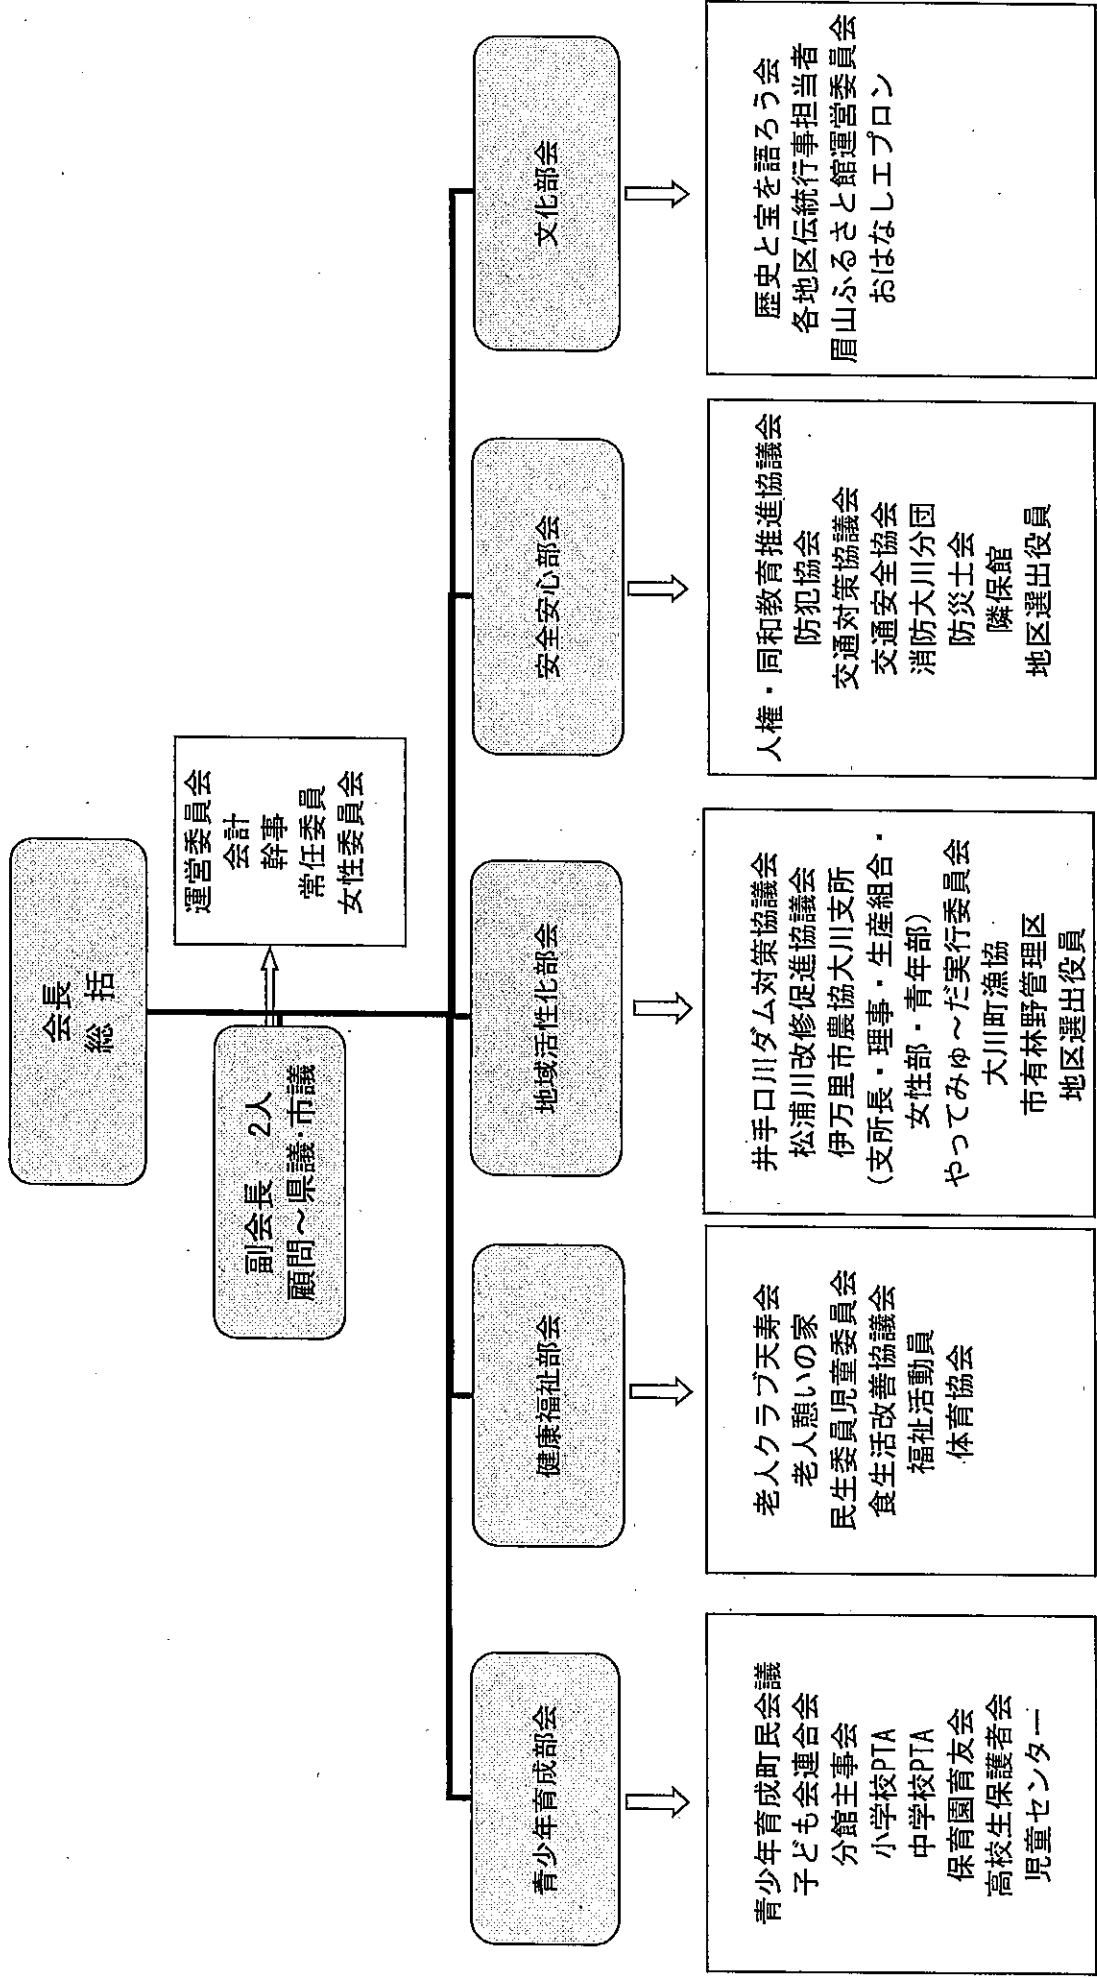 会長
総 括
副会長 2人
顧問～県議・市議
運営委員会
会計
幹事
常任委員
女性委員会
青少年育成部会
健康福祉部会
地域活性化部会
安全安心部会
文化部会
青少年育成町民会議
子ども会連合会
分館主事会
小学校PTA
中学校PTA
保育園育友会
高校生保護者会
児童センター
老人クラブ天寿会
老人憩いの家
民生委員児童委員会
食生活改善協議会
福祉活動員
体育協会
井手口川ダム対策協議会
松浦川改修促進協議会
伊万里市農協大川支所
(支所長・理事・生産組合・
女性部・青年部)
やってみゅ～だ実行委員会
大川町漁協
市有林野管理区
地区選出役員
人権・同和教育推進協議会
防犯協会
交通対策協議会
交通安全協会
消防大川分団
防災士会
隣保館
地区選出役員
歴史と宝を語ろう会
各地区伝統行事担当者
眉山ふるさと館運営委員会
おはなしエプロン